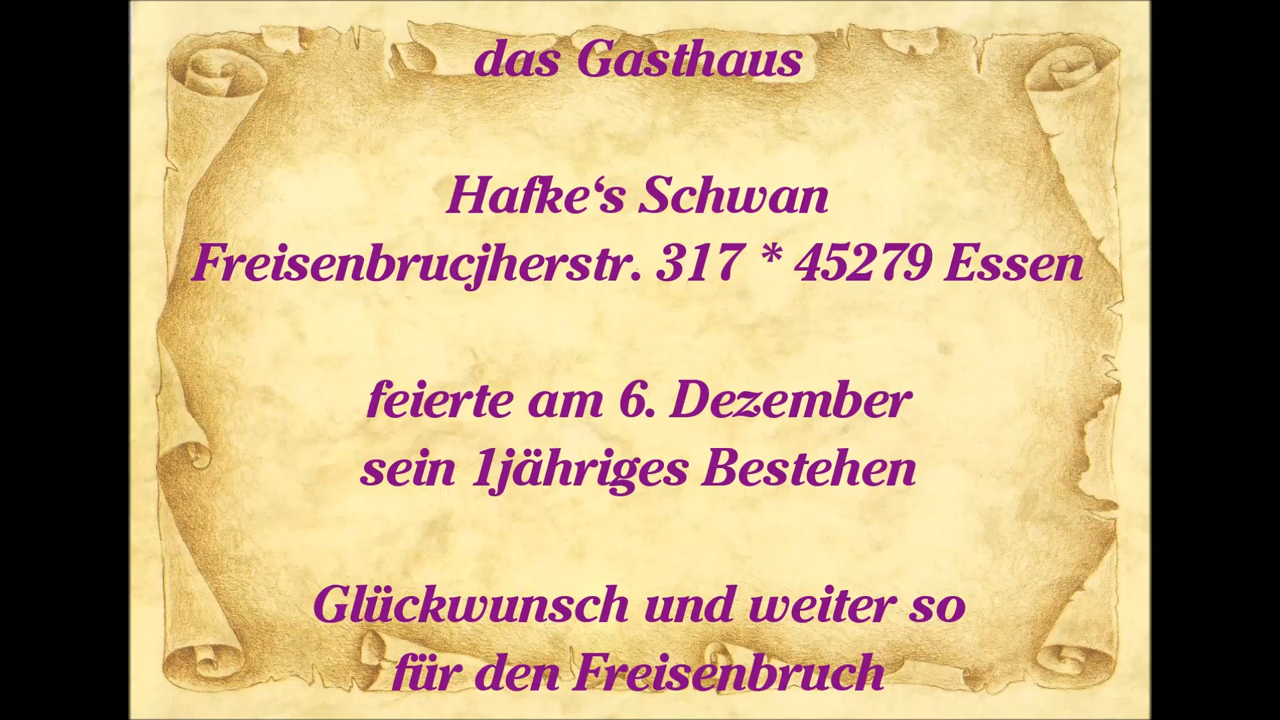 das Gasthaus
Hafke‘s Schwan
Freisenbrucjherstr. 317 * 45279 Essen
feierte am 6. Dezember
sein 1jähriges Bestehen
Glückwunsch und weiter so
für den Freisenbruch